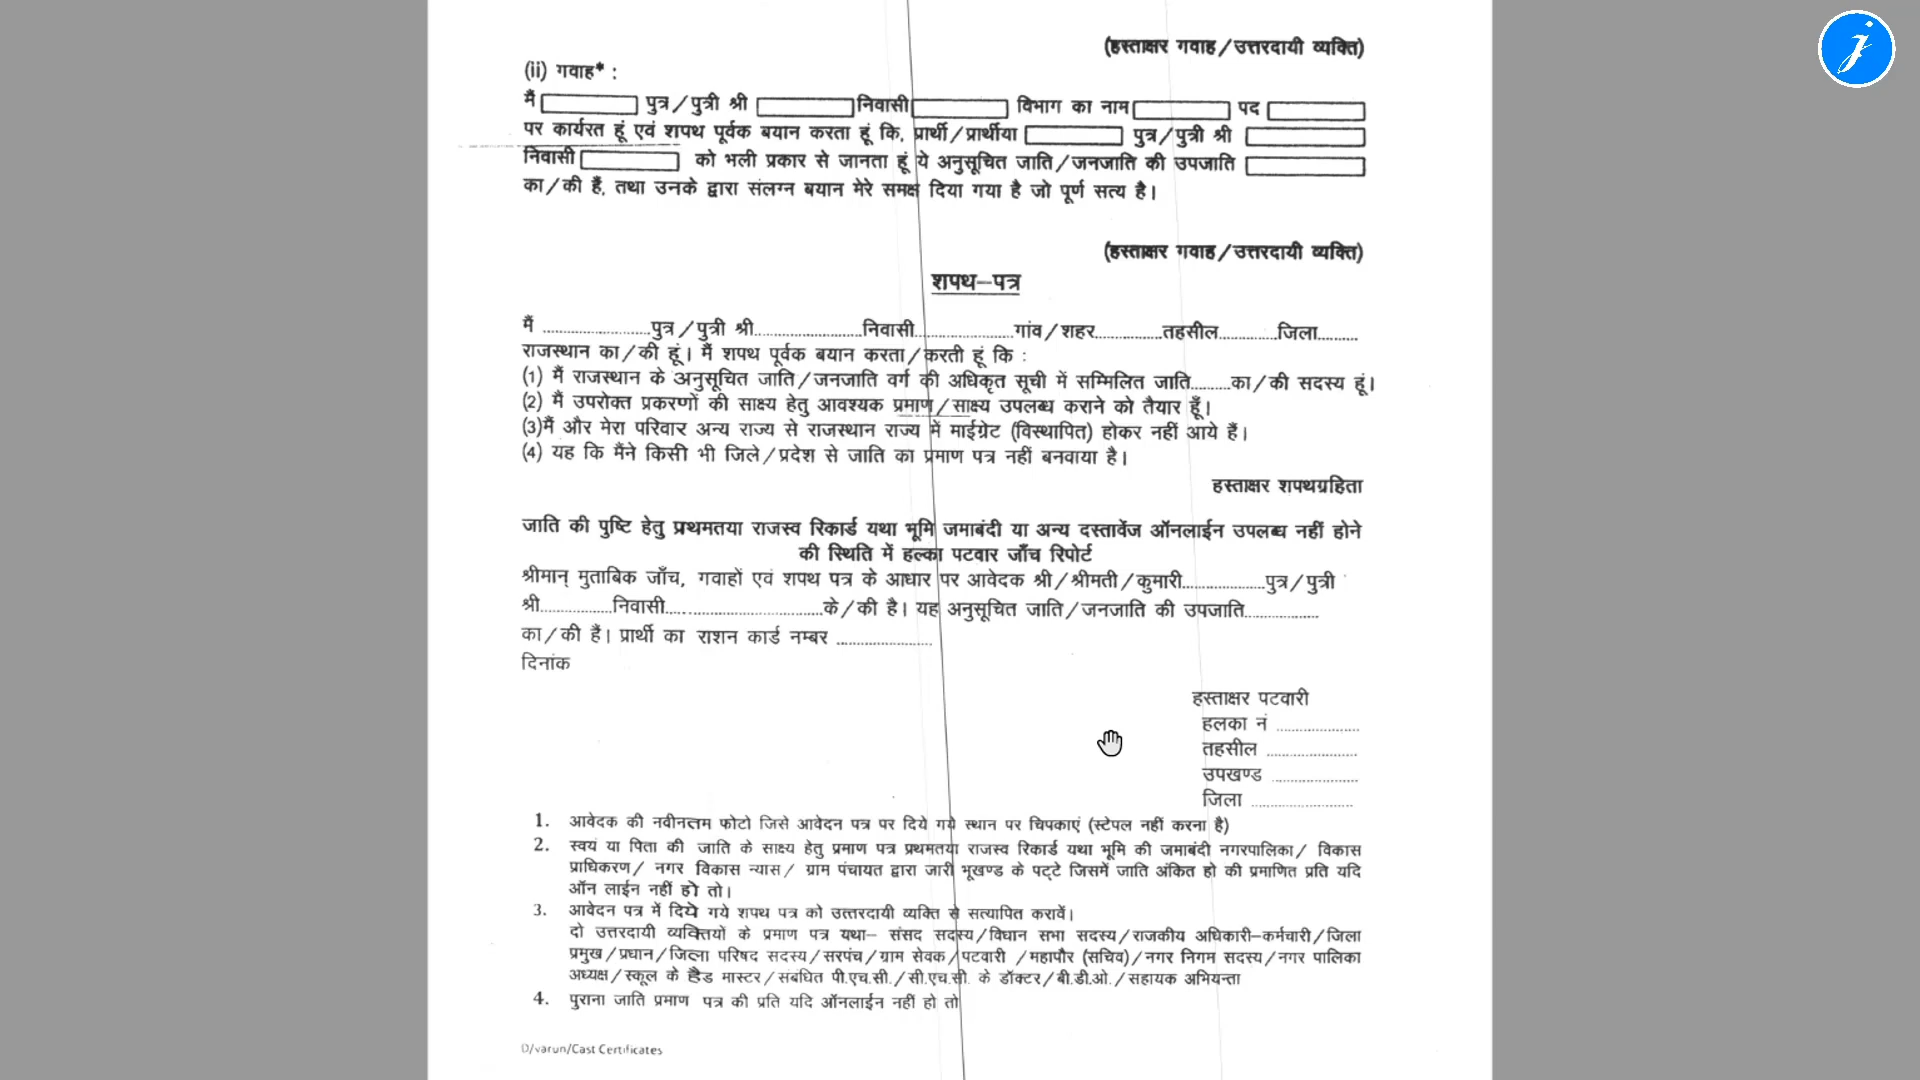 (हस्ताक्षर गवाह/उत्तरदायी व्यक्ति)
(ii) गवाह* :
मैं पुत्र/पुत्री श्री निवासी विभाग का नाम पद
पर कार्यरत हूं एवं शपथ पूर्वक बयान करता हूं कि, प्रार्थी/प्रार्थीया पुत्र/पुत्री श्री
निवासी को भली प्रकार से जानता हूं ये अनुसूचित जाति/जनजाति की उपजाति
का/की हैं, तथा उनके द्वारा संलग्न बयान मेरे समक्ष दिया गया है जो पूर्ण सत्य है।
(हस्ताक्षर गवाह/उत्तरदायी व्यक्ति)
शपथ–पत्र
मैं ........................पुत्र/पुत्री श्री........................निवासी......................गांव/शहर...............तहसील.............जिला.........
राजस्थान का/की हूं। मैं शपथ पूर्वक बयान करता/करती हूं कि :
(1) मैं राजस्थान के अनुसूचित जाति/जनजाति वर्ग की अधिकृत सूची में सम्मिलित जाति.........का/की सदस्य हूं।
(2) मैं उपरोक्त प्रकरणों की साक्ष्य हेतु आवश्यक प्रमाण/साक्ष्य उपलब्ध कराने को तैयार हूँ।
(3)मैं और मेरा परिवार अन्य राज्य से राजस्थान राज्य में माईग्रेट (विस्थापित) होकर नहीं आये हैं।
(4) यह कि मैंने किसी भी जिले/प्रदेश से जाति का प्रमाण पत्र नहीं बनवाया है।
हस्ताक्षर शपथग्रहिता
जाति की पुष्टि हेतु प्रथमतया राजस्व रिकार्ड यथा भूमि जमाबंदी या अन्य दस्तावेंज ऑनलाईन उपलब्ध नहीं होने
की स्थिति में हल्का पटवार जाँच रिपोर्ट
श्रीमान् मुताबिक जाँच, गवाहों एवं शपथ पत्र के आधार पर आवेदक श्री/श्रीमती/कुमारी..................पुत्र/पुत्री
श्री................निवासी..................................के/की है। यह अनुसूचित जाति/जनजाति की उपजाति................
का/की हैं। प्रार्थी का राशन कार्ड नम्बर .....................
दिनांक
हस्ताक्षर पटवारी
हलका नं ..................
तहसील ....................
उपखण्ड ...................
जिला ......................
1. आवेदक की नवीनतम फोटो जिसे आवेदन पत्र पर दिये गये स्थान पर चिपकाएं (स्टेपल नहीं करना है)
2. स्वयं या पिता की जाति के साक्ष्य हेतु प्रमाण पत्र प्रथमतया राजस्व रिकार्ड यथा भूमि की जमाबंदी नगरपालिका/ विकास
प्राधिकरण/ नगर विकास न्यास/ ग्राम पंचायत द्वारा जारी भूखण्ड के पट्टे जिसमें जाति अंकित हो की प्रमाणित प्रति यदि
ऑन लाईन नहीं हो तो।
3. आवेदन पत्र में दिये गये शपथ पत्र को उत्तरदायी व्यक्ति से सत्यापित करावें।
दो उत्तरदायी व्यक्तियों के प्रमाण पत्र यथा– संसद सदस्य/विधान सभा सदस्य/राजकीय अधिकारी–कर्मचारी/जिला
प्रमुख/प्रधान/जिला परिषद सदस्य/सरपंच/ग्राम सेवक/पटवारी /महापौर (सचिव)/नगर निगम सदस्य/नगर पालिका
अध्यक्ष/स्कूल के हैड मास्टर/संबंधित पी.एच.सी./सी.एच.सी. के डॉक्टर/बी.डी.ओ./सहायक अभियन्ता
4. पुराना जाति प्रमाण पत्र की प्रति यदि ऑनलाईन नहीं हो तो
D/varun/Cast Certificates